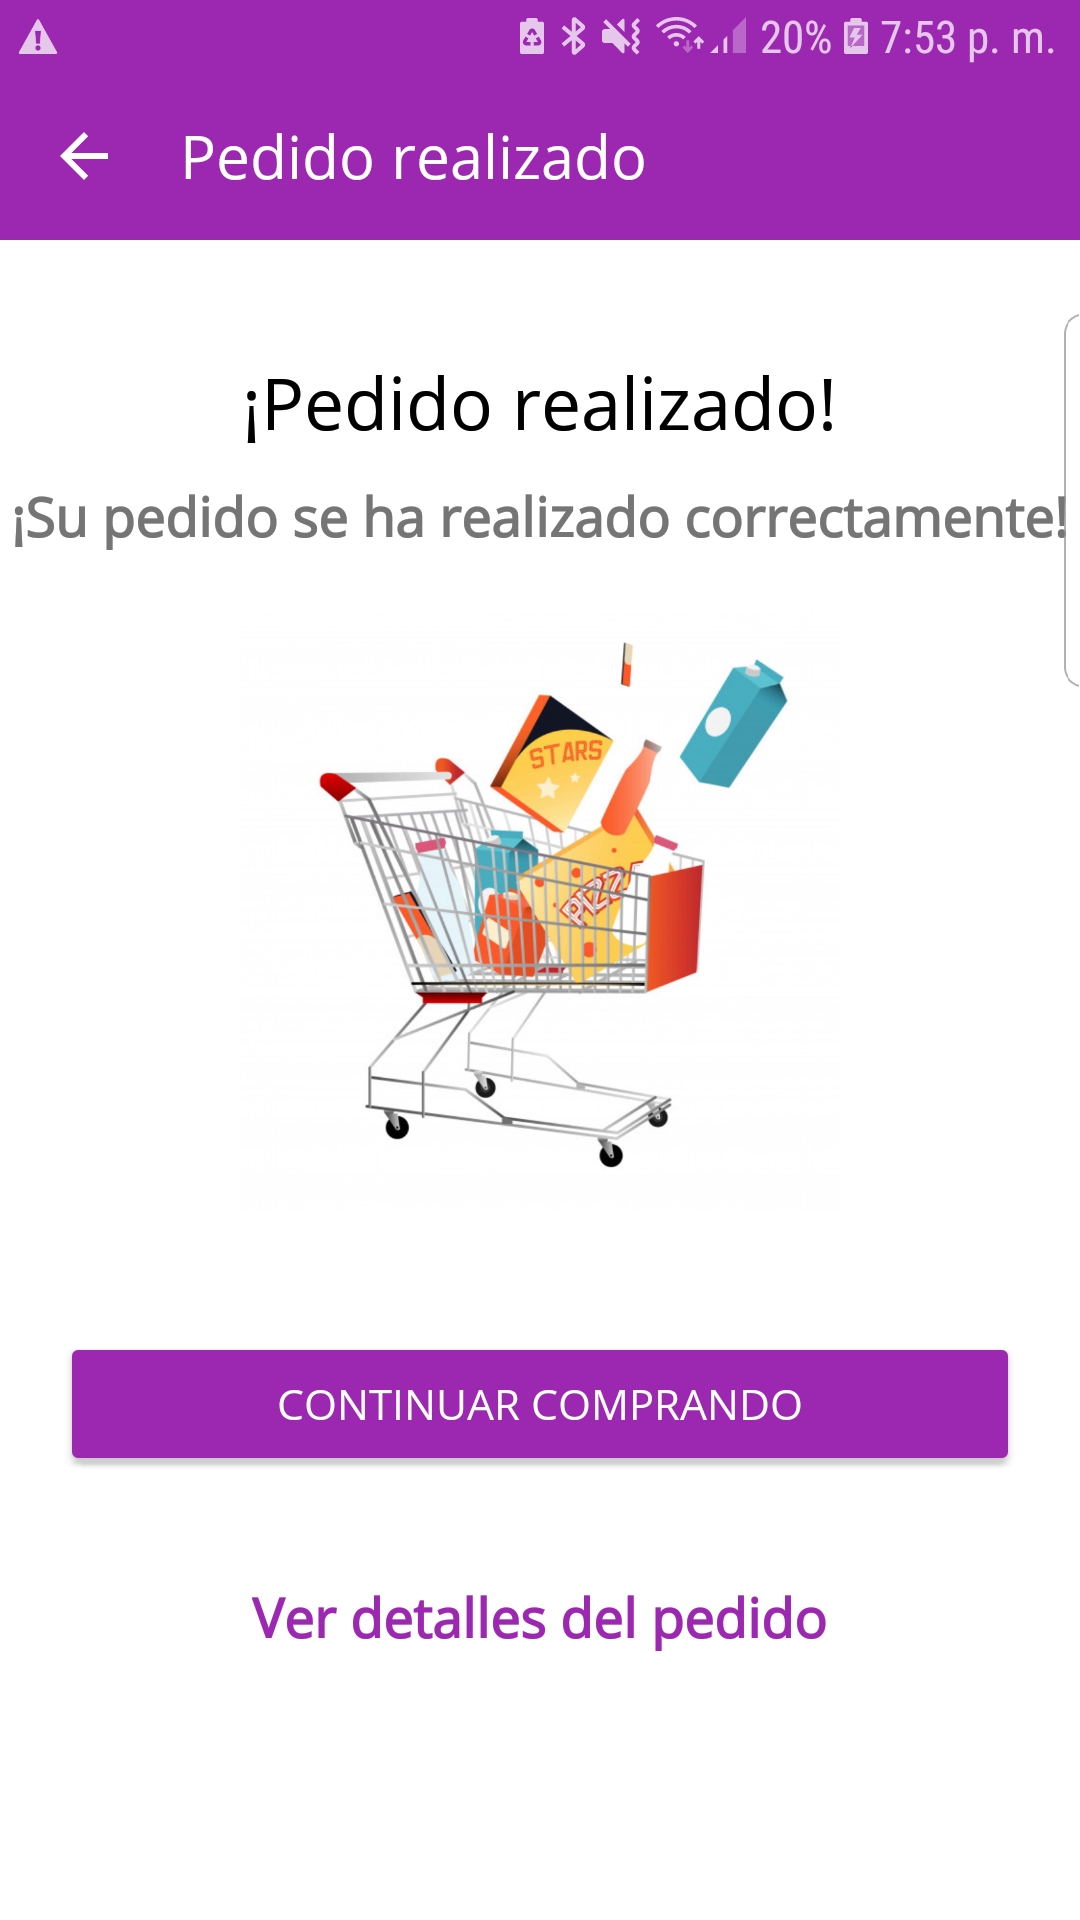 20% 7:53 p. m.
Pedido realizado
¡Pedido realizado!
¡Su pedido se ha realizado correctamente!
STARS
PIZZ
CONTINUAR COMPRANDO
Ver detalles del pedido